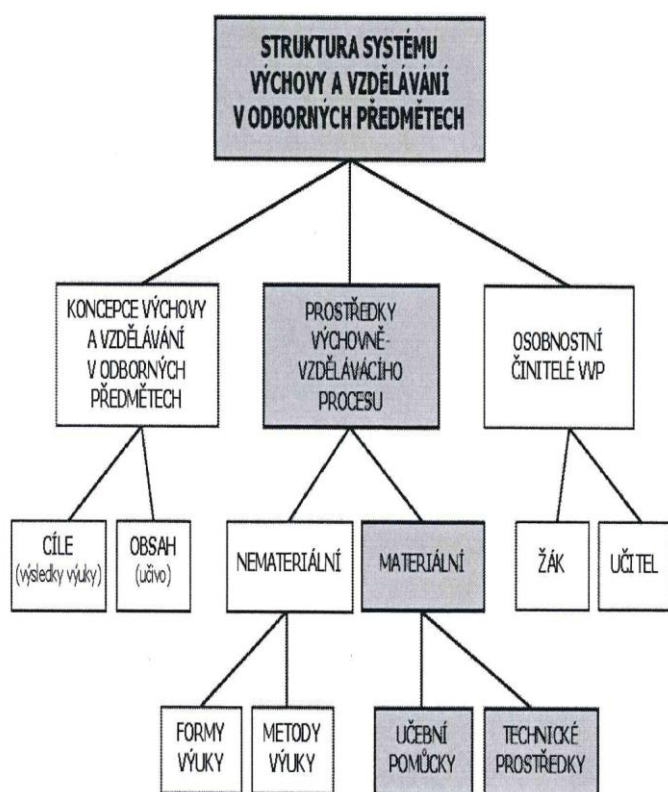 STRUKTURA SYSTÉMU
VÝCHOVY A VZDĚLÁVÁNÍ
V ODBORNÝCH PŘEDMĚTECH
KONCEPCE VÝCHOVY
A VZDĚLÁVÁNÍ
V ODBORNÝCH
PŘEDMĚTECH
PROSTŘEDKY
VÝCHOVNĚ-
VZDĚLÁVÁCÍHO
PROCESU
OSOBNOSTNÍ
ČINITELÉ VVP
CÍLE
(výsledky výuky)
OBSAH
(učivo)
NEMATERIÁLNÍ
MATERIÁLNÍ
ŽÁK
UČITEL
FORMY
VÝUKY
METODY
VÝUKY
UČEBNÍ
POMŮCKY
TECHNICKÉ
PROSTŘEDKY